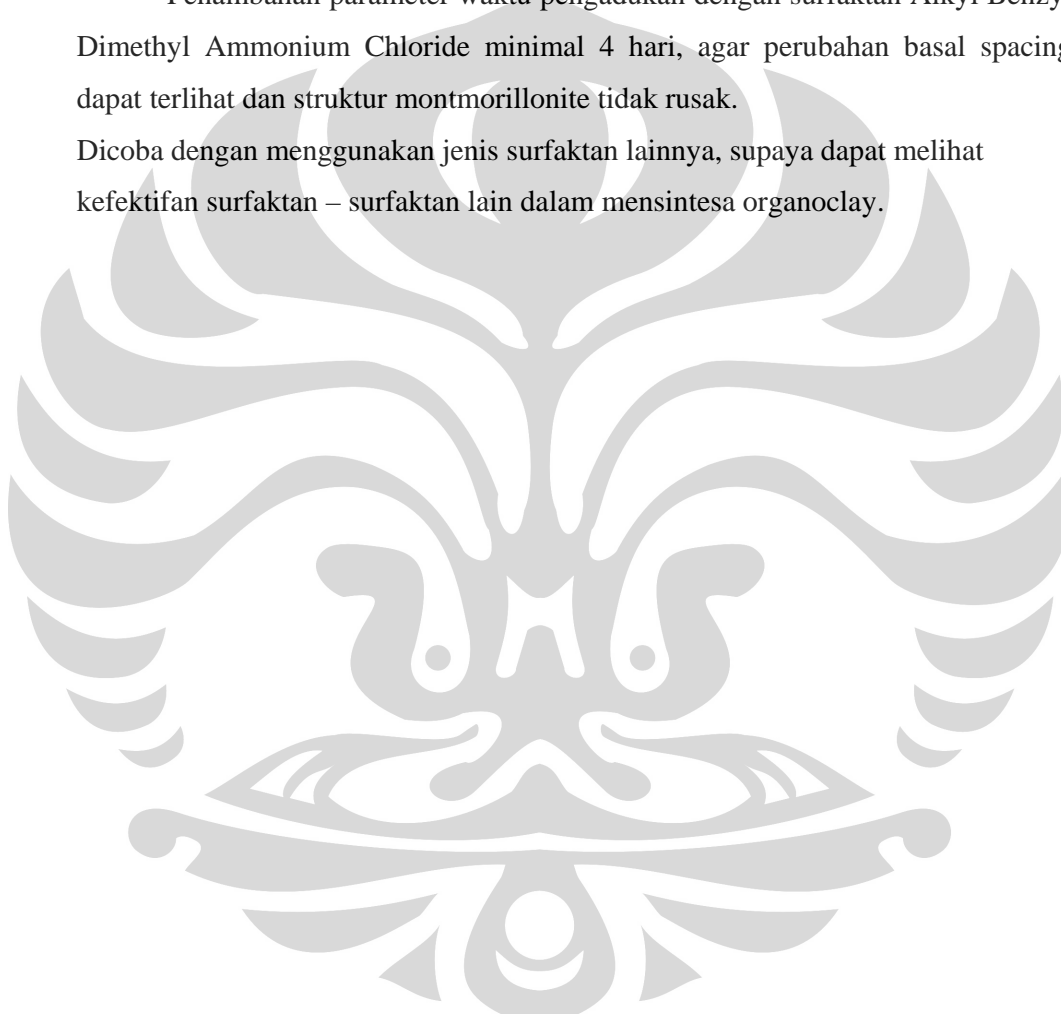 Penambahan parameter waktu pengadukan dengan surfaktan Alkyl Benzy
Dimethyl Ammonium Chloride minimal 4 hari, agar perubahan basal spacing
dapat terlihat dan struktur montmorillonite tidak rusak.
Dicoba dengan menggunakan jenis surfaktan lainnya, supaya dapat melihat
kefektifan surfaktan – surfaktan lain dalam mensintesa organoclay.